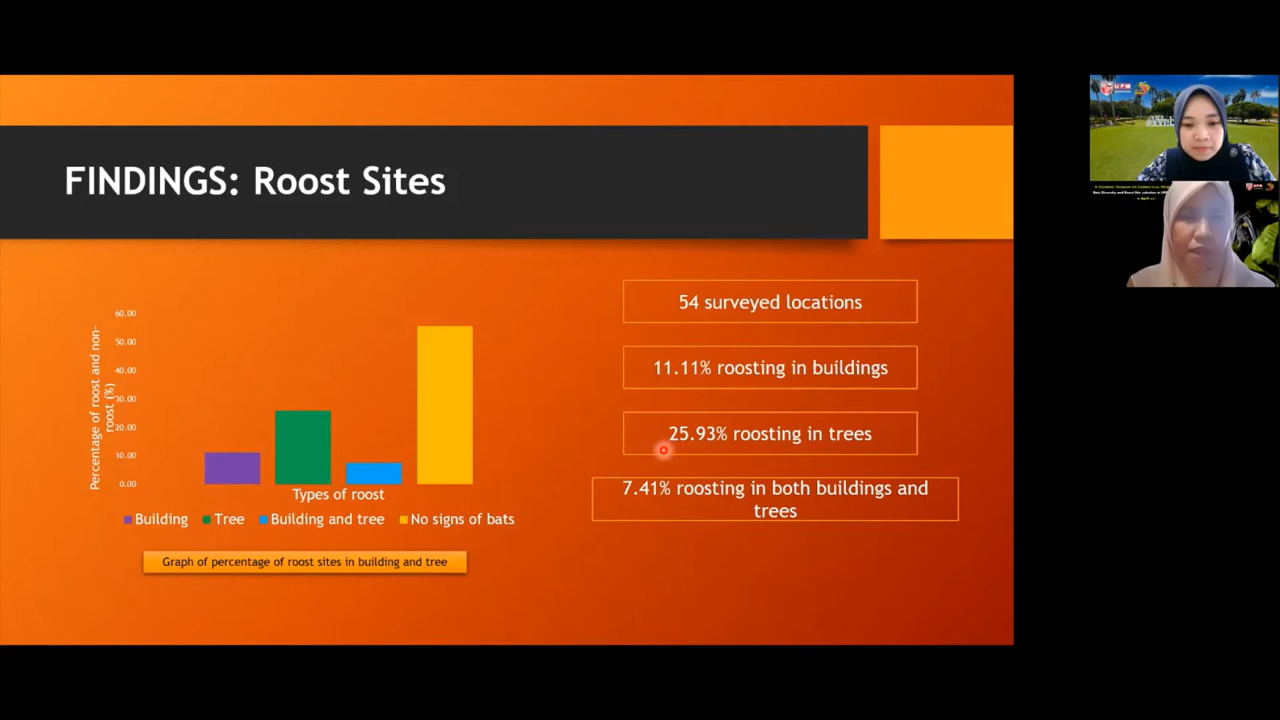 FINDINGS: Roost Sites
54 surveyed locations
11.11% roosting in buildings
25.93% roosting in trees
7.41% roosting in both buildings and
trees
Percentage of roost and non-
roost (%)
60.00
50.00
40.00
30.00
20.00
10.00
0.00
Types of roost
Building
Tree
Building and tree
No signs of bats
Graph of percentage of roost sites in building and tree
UPM
UPM